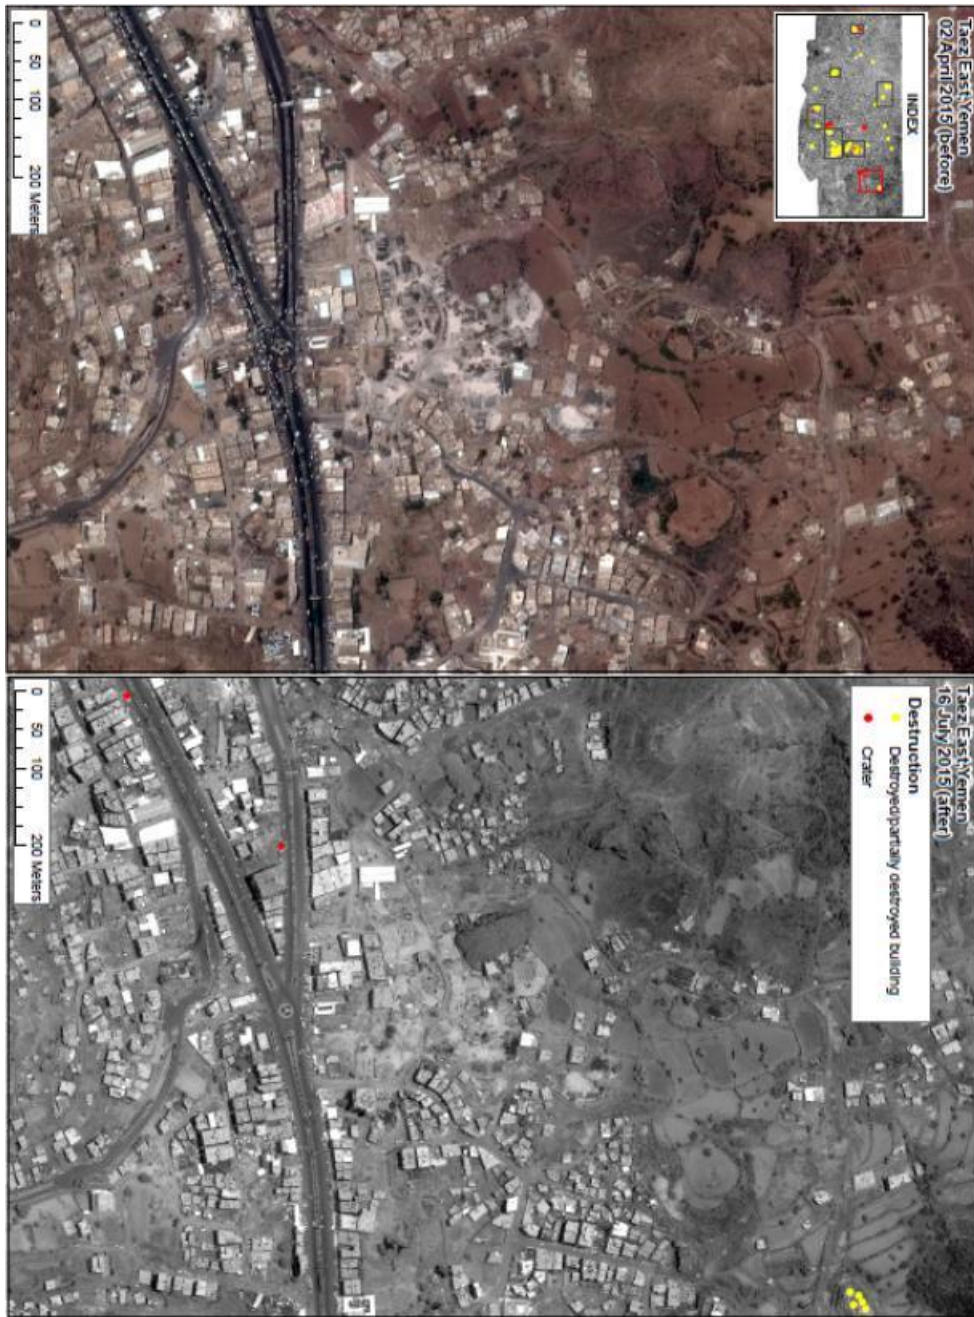 Taez East, Yemen
02 April 2015 (before)
INDEX
0 50 100 200 Meters
Taez East, Yemen
16 July 2015 (after)
Destruction
Destroyed/partially destroyed building
Crater
0 50 100 200 Meters